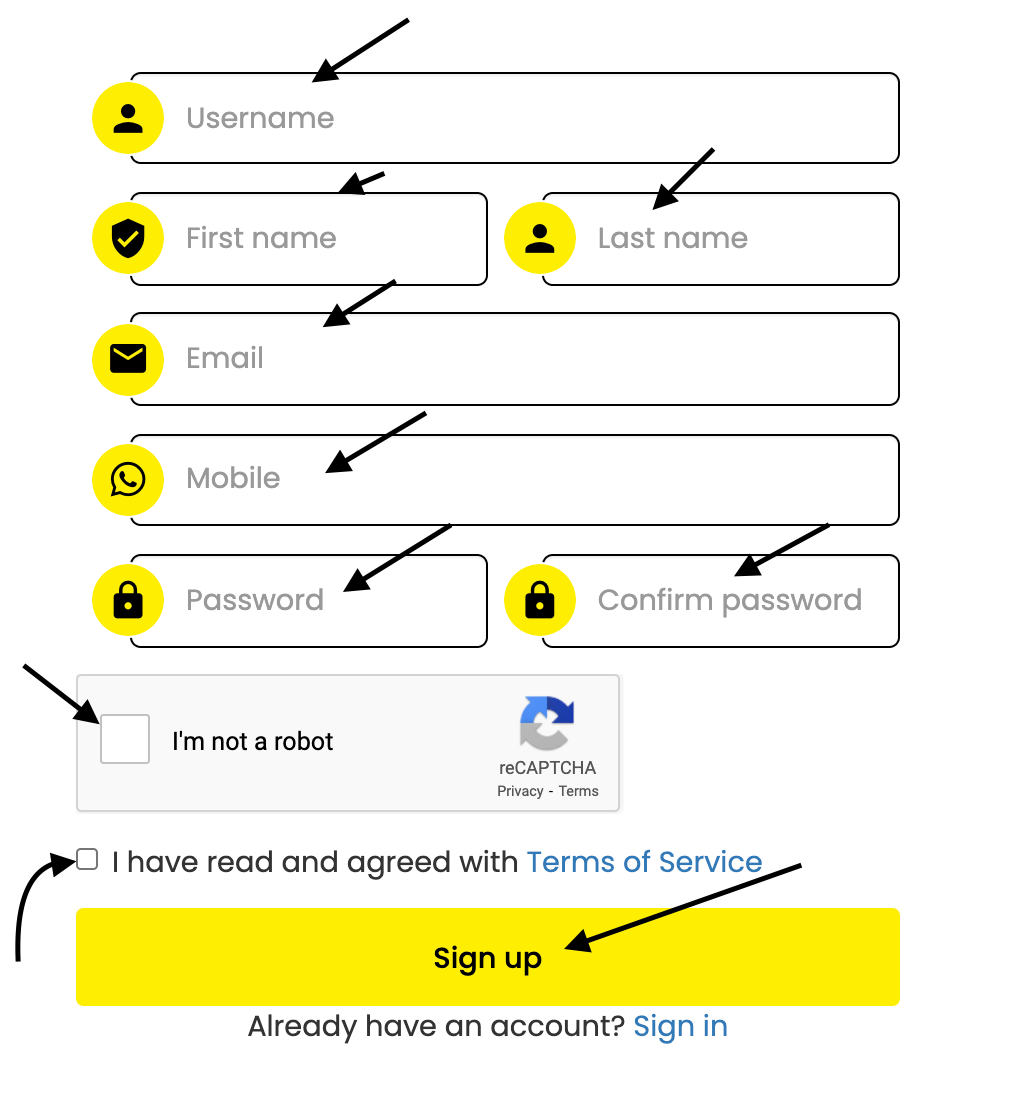 Username
First name
Last name
Email
Mobile
Password
Confirm password
I'm not a robot
reCAPTCHA
Privacy - Terms
I have read and agreed with Terms of Service
Sign up
Already have an account? Sign in